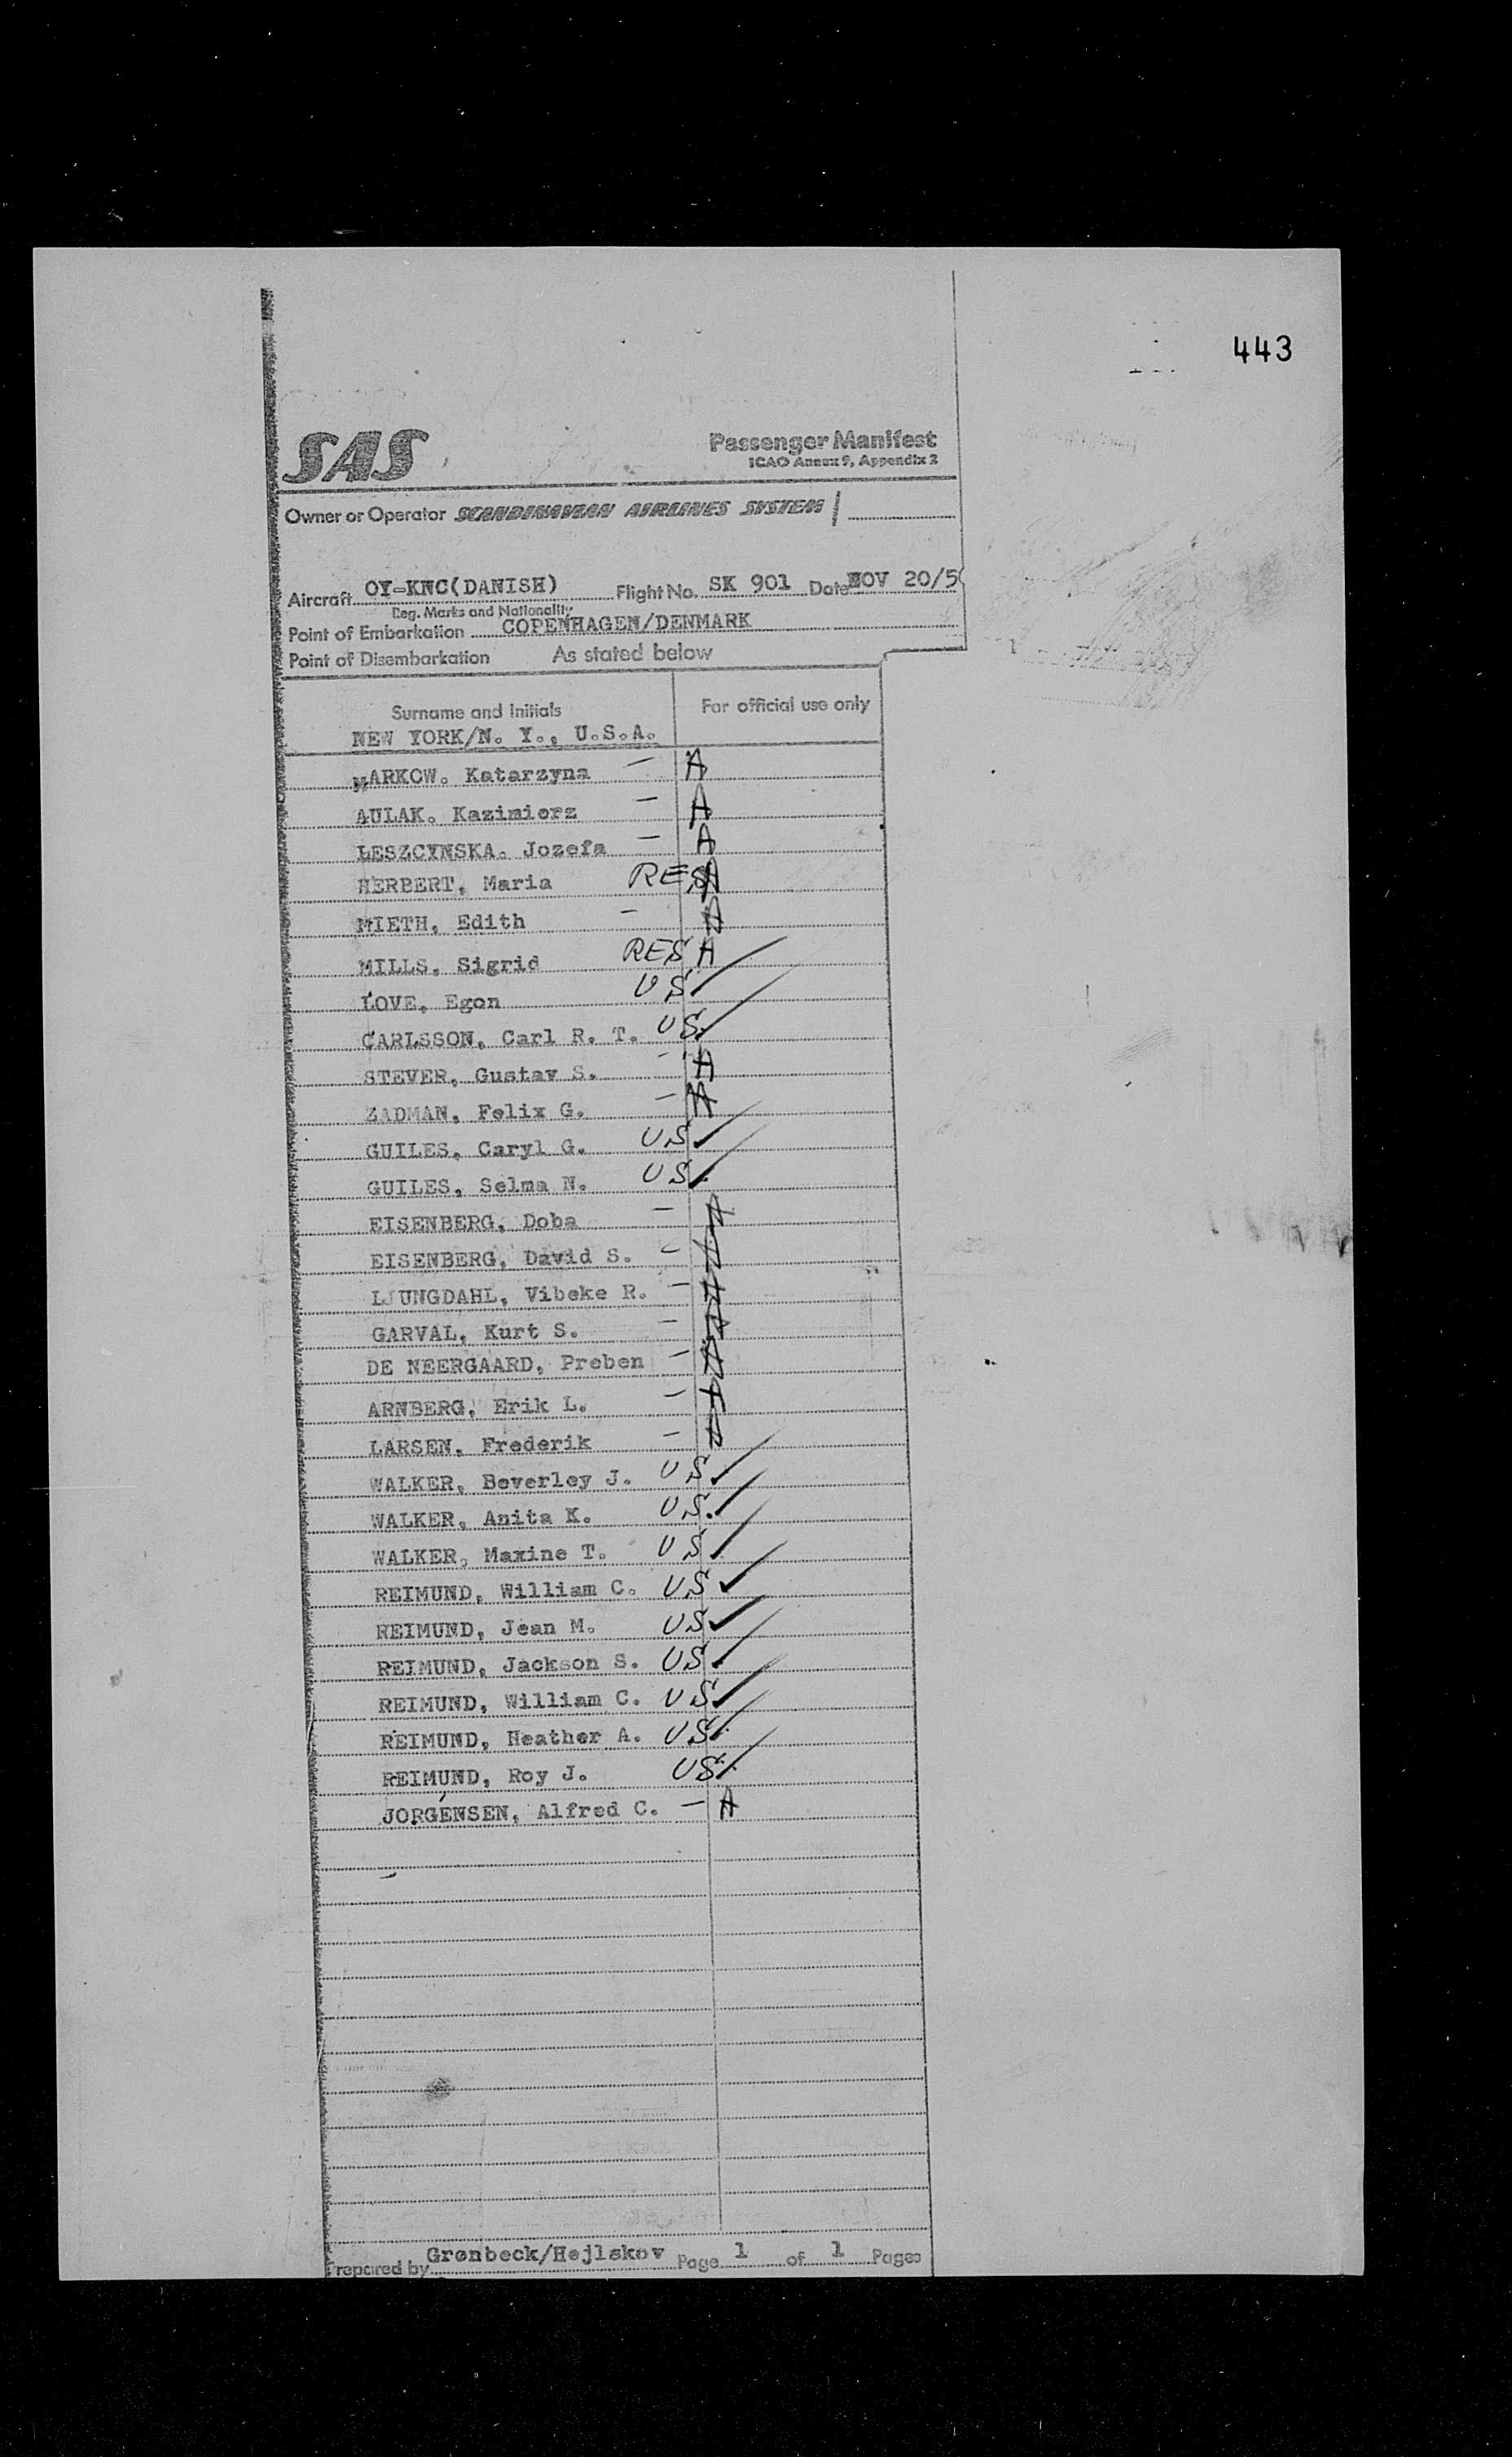 443
SAS
Passenger Manifest
ICAO Annex 9, Appendix 2
Owner or Operator SCANDINAVIAN AIRLINES SYSTEM
Aircraft OY-KNC(DANISH) Flight No. SK 901 Date NOV 20/5
Reg. Marks and Nationality
Point of Embarkation COPENHAGEN/DENMARK
Point of Disembarkation As stated below
Surname and Initials For official use only
NEW YORK/N. Y., U.S.A.
MARKOW. Katarzyna — A
AULAK. Kazimierz — A
LESZCYNSKA. Jozefa — A
HERBERT, Maria RES A
MIETH, Edith — A
MILLS, Sigrid RES A
LOVE, Egon US ✓
CARLSSON, Carl R. T. US ✓
STEVER, Gustav S. — A
ZADMAN, Felix G. — A
GUILES, Caryl G. US ✓
GUILES, Selma N. US ✓
EISENBERG, Doba — A
EISENBERG, David S. — A
LJUNGDAHL, Vibeke R. — A
GARVAL, Kurt S. — A
DE NEERGAARD, Preben — A
ARNBERG, Erik L. — A
LARSEN, Frederik — A
WALKER, Beverley J. US ✓
WALKER, Anita K. US ✓
WALKER, Maxine T. US ✓
REIMUND, William C. US ✓
REIMUND, Jean M. US ✓
REIMUND, Jackson S. US ✓
REIMUND, William C. US ✓
REIMUND, Heather A. US ✓
REIMUND, Roy J. US ✓
JORGENSEN, Alfred C. — A
Prepared by Grønbeck/Hejlskov Page 1 of 1 Pages